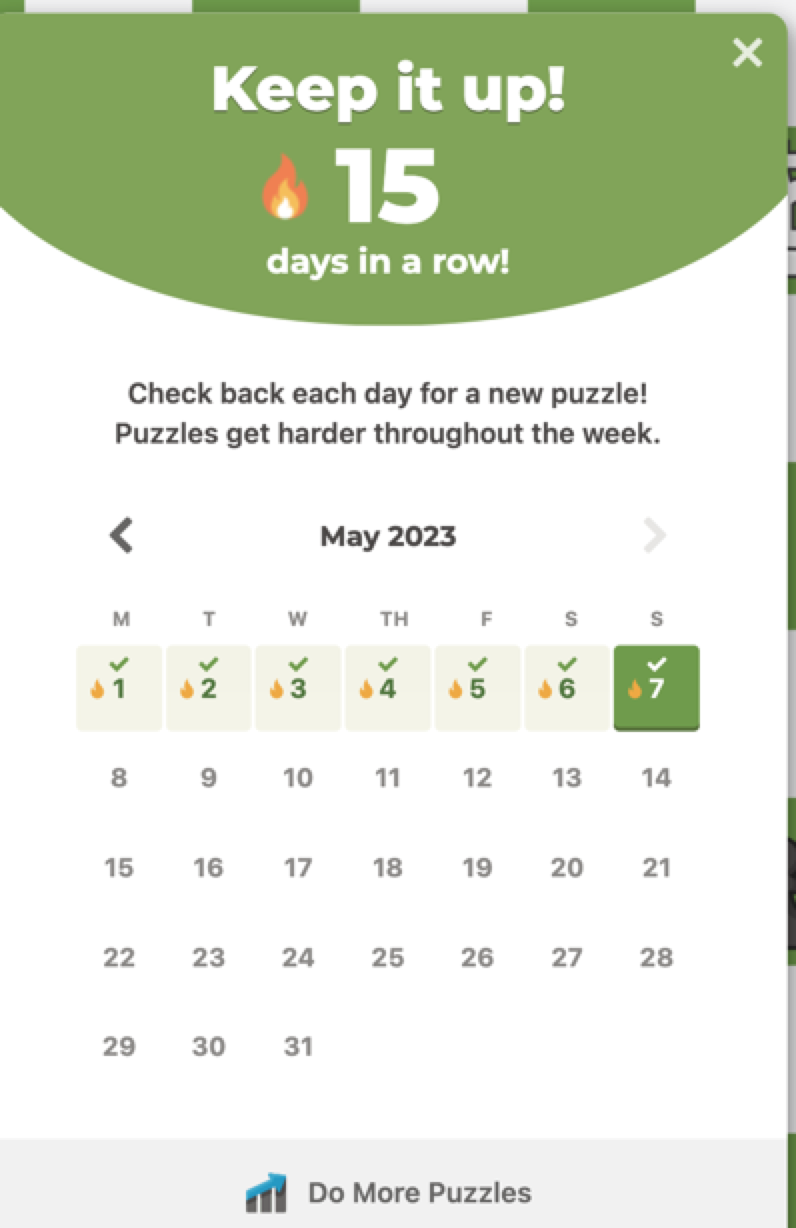 Keep it up!
15
days in a row!
Check back each day for a new puzzle!
Puzzles get harder throughout the week.
May 2023
M T W TH F S S
1 2 3 4 5 6 7
8 9 10 11 12 13 14
15 16 17 18 19 20 21
22 23 24 25 26 27 28
29 30 31
Do More Puzzles